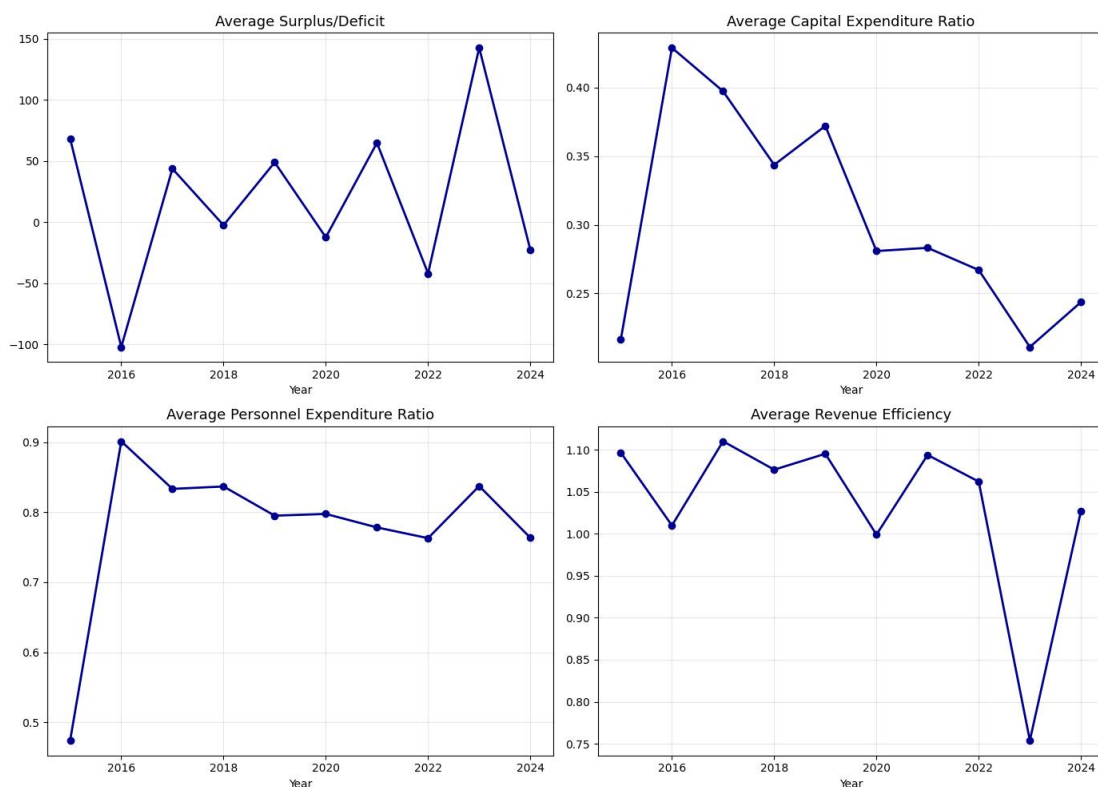 Average Surplus/Deficit
150
100
50
0
−50
−100
2016 2018 2020 2022 2024
Year
Average Capital Expenditure Ratio
0.40
0.35
0.30
0.25
2016 2018 2020 2022 2024
Year
Average Personnel Expenditure Ratio
0.9
0.8
0.7
0.6
0.5
2016 2018 2020 2022 2024
Year
Average Revenue Efficiency
1.10
1.05
1.00
0.95
0.90
0.85
0.80
0.75
2016 2018 2020 2022 2024
Year